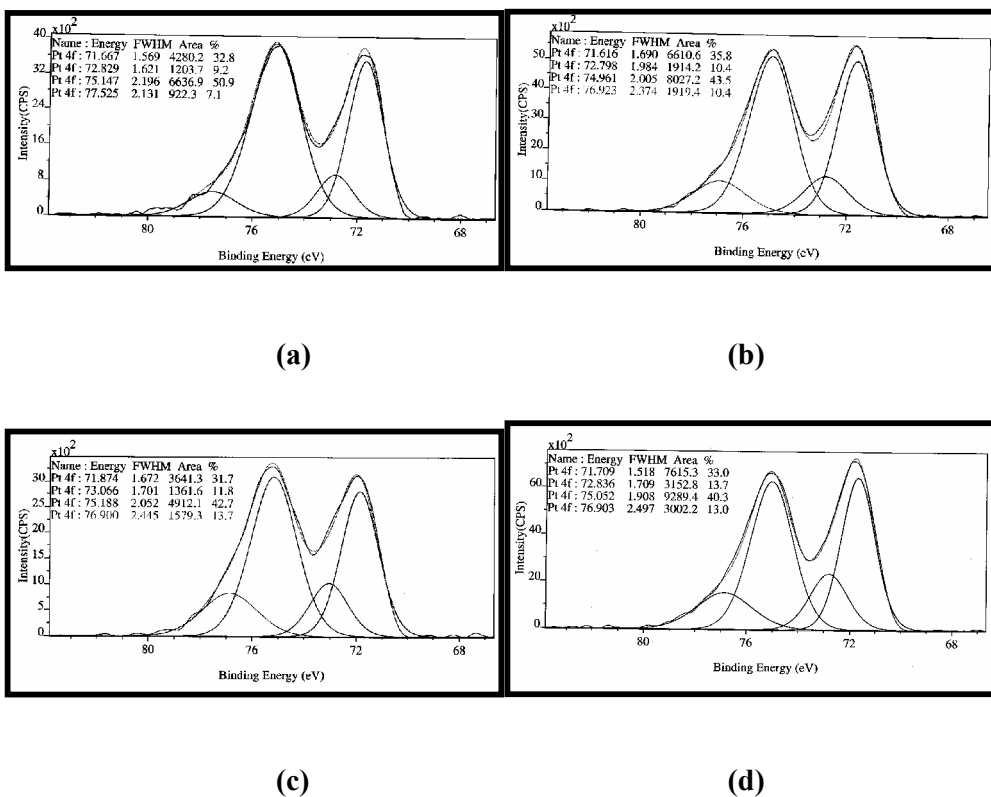 x10²
40
Name : Energy FWHM Area %
Pt 4f : 71.667 1.569 4280.2 32.8
Pt 4f : 72.829 1.621 1203.7 9.2
Pt 4f : 75.147 2.196 6636.9 50.9
Pt 4f : 77.525 2.131 922.3 7.1
32
24
16
8
0
Intensity(CPS)
80 76 72 68
Binding Energy (eV)
(a)
x10²
Name : Energy FWHM Area %
Pt 4f : 71.616 1.690 6610.6 35.8
Pt 4f : 72.798 1.984 1914.2 10.4
Pt 4f : 74.961 2.005 8027.2 43.5
Pt 4f : 76.923 2.374 1919.4 10.4
50
40
30
20
10
0
Intensity(CPS)
80 76 72 68
Binding Energy (eV)
(b)
x10²
Name : Energy FWHM Area %
Pt 4f : 71.874 1.672 3641.3 31.7
Pt 4f : 73.066 1.701 1361.6 11.8
Pt 4f : 75.188 2.052 4912.1 42.7
Pt 4f : 76.900 2.445 1579.3 13.7
30
25
20
15
10
5
0
Intensity(CPS)
80 76 72 68
Binding Energy (eV)
(c)
x10²
Name : Energy FWHM Area %
Pt 4f : 71.709 1.518 7615.3 33.0
Pt 4f : 72.836 1.709 3152.8 13.7
Pt 4f : 75.052 1.908 9289.4 40.3
Pt 4f : 76.903 2.497 3002.2 13.0
60
40
20
0
Intensity(CPS)
80 76 72 68
Binding Energy (eV)
(d)